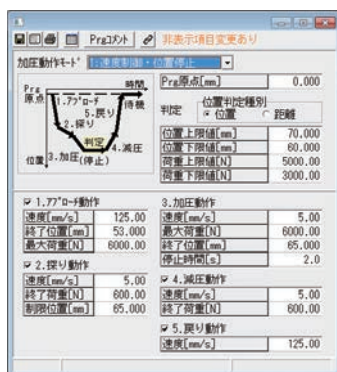 Prgコメント 非表示項目変更あり
加圧動作モード 1:速度制御・位置停止
Prg原点[mm] 0.000
Prg原点 時間
1.アプローチ 待機
5.戻り
2.探り
判定
4.減圧
位置 3.加圧(停止)
判定 位置判定種別
位置 距離
位置上限値[mm] 70.000
位置下限値[mm] 60.000
荷重上限値[N] 5000.00
荷重下限値[N] 3000.00
1.アプローチ動作
速度[mm/s] 125.00
終了位置[mm] 53.000
最大荷重[N] 6000.00
2.探り動作
速度[mm/s] 5.00
終了荷重[N] 600.00
制限位置[mm] 65.000
3.加圧動作
速度[mm/s] 5.00
最大荷重[N] 6000.00
終了位置[mm] 65.000
停止時間[s] 2.0
4.減圧動作
速度[mm/s] 5.00
終了荷重[N] 600.00
5.戻り動作
速度[mm/s] 125.00